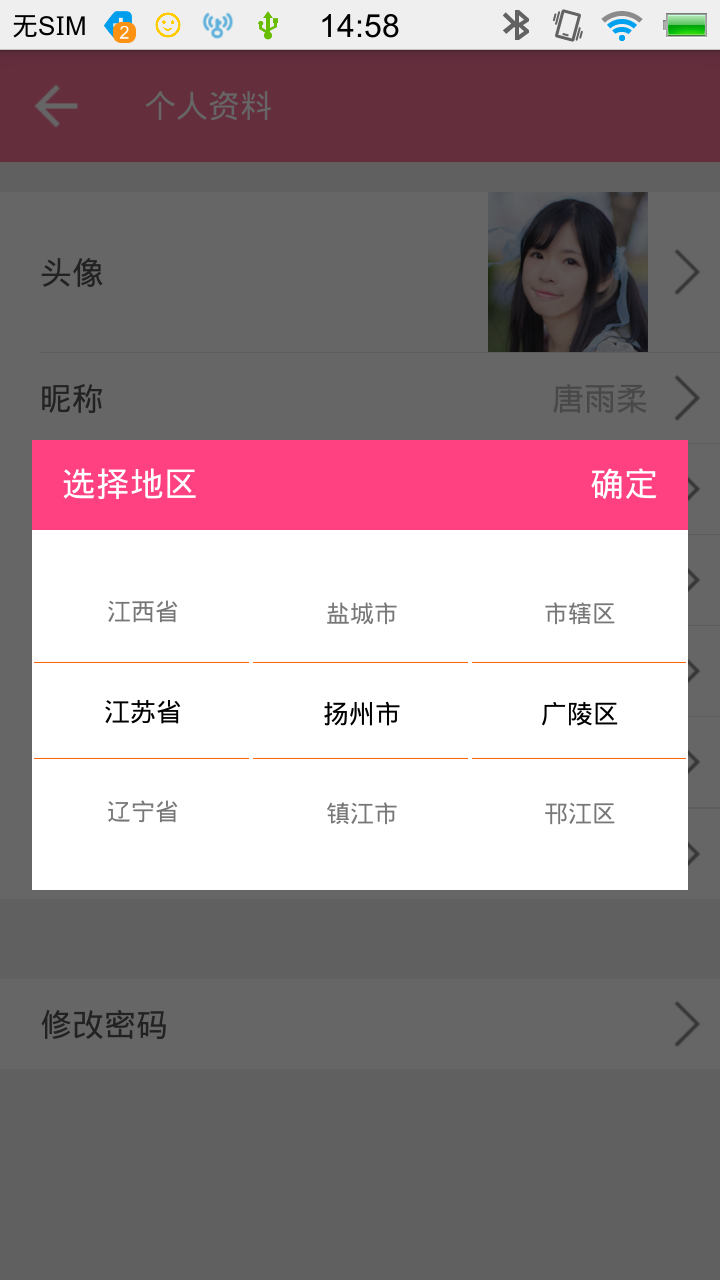 无SIM 2 14:58
个人资料
头像
昵称 唐雨柔
选择地区 确定
江西省 盐城市 市辖区
江苏省 扬州市 广陵区
辽宁省 镇江市 邗江区
修改密码